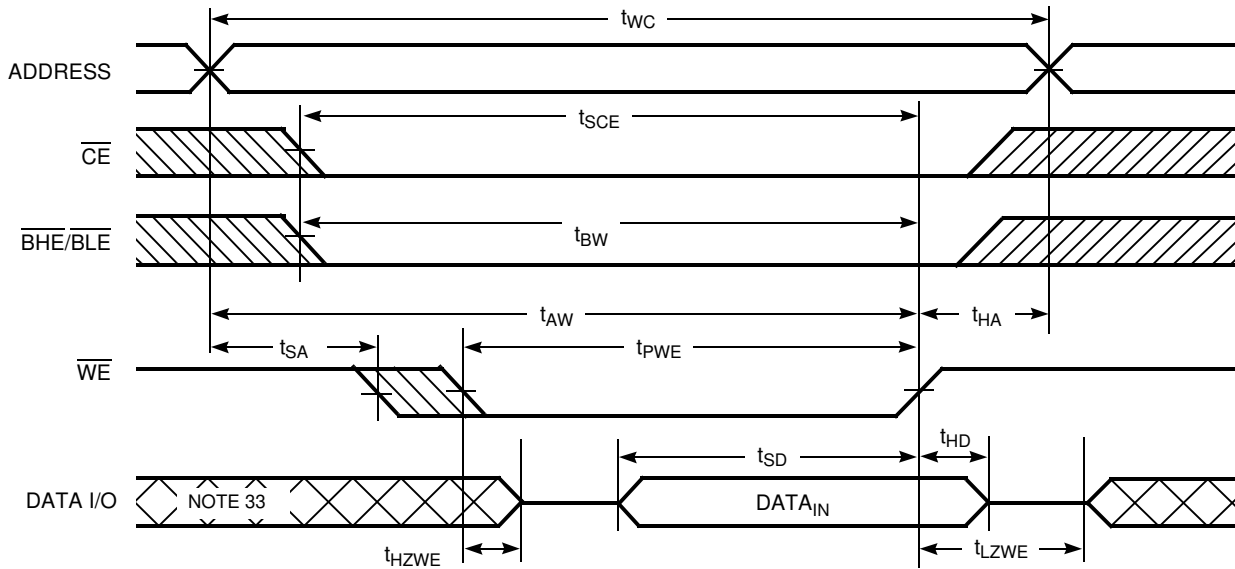 tWC
ADDRESS
tSCE
CE
BHE/BLE
tBW
tAW
tHA
tSA
tPWE
WE
tHD
tSD
DATA I/O
NOTE 33
DATAIN
tHZWE
tLZWE